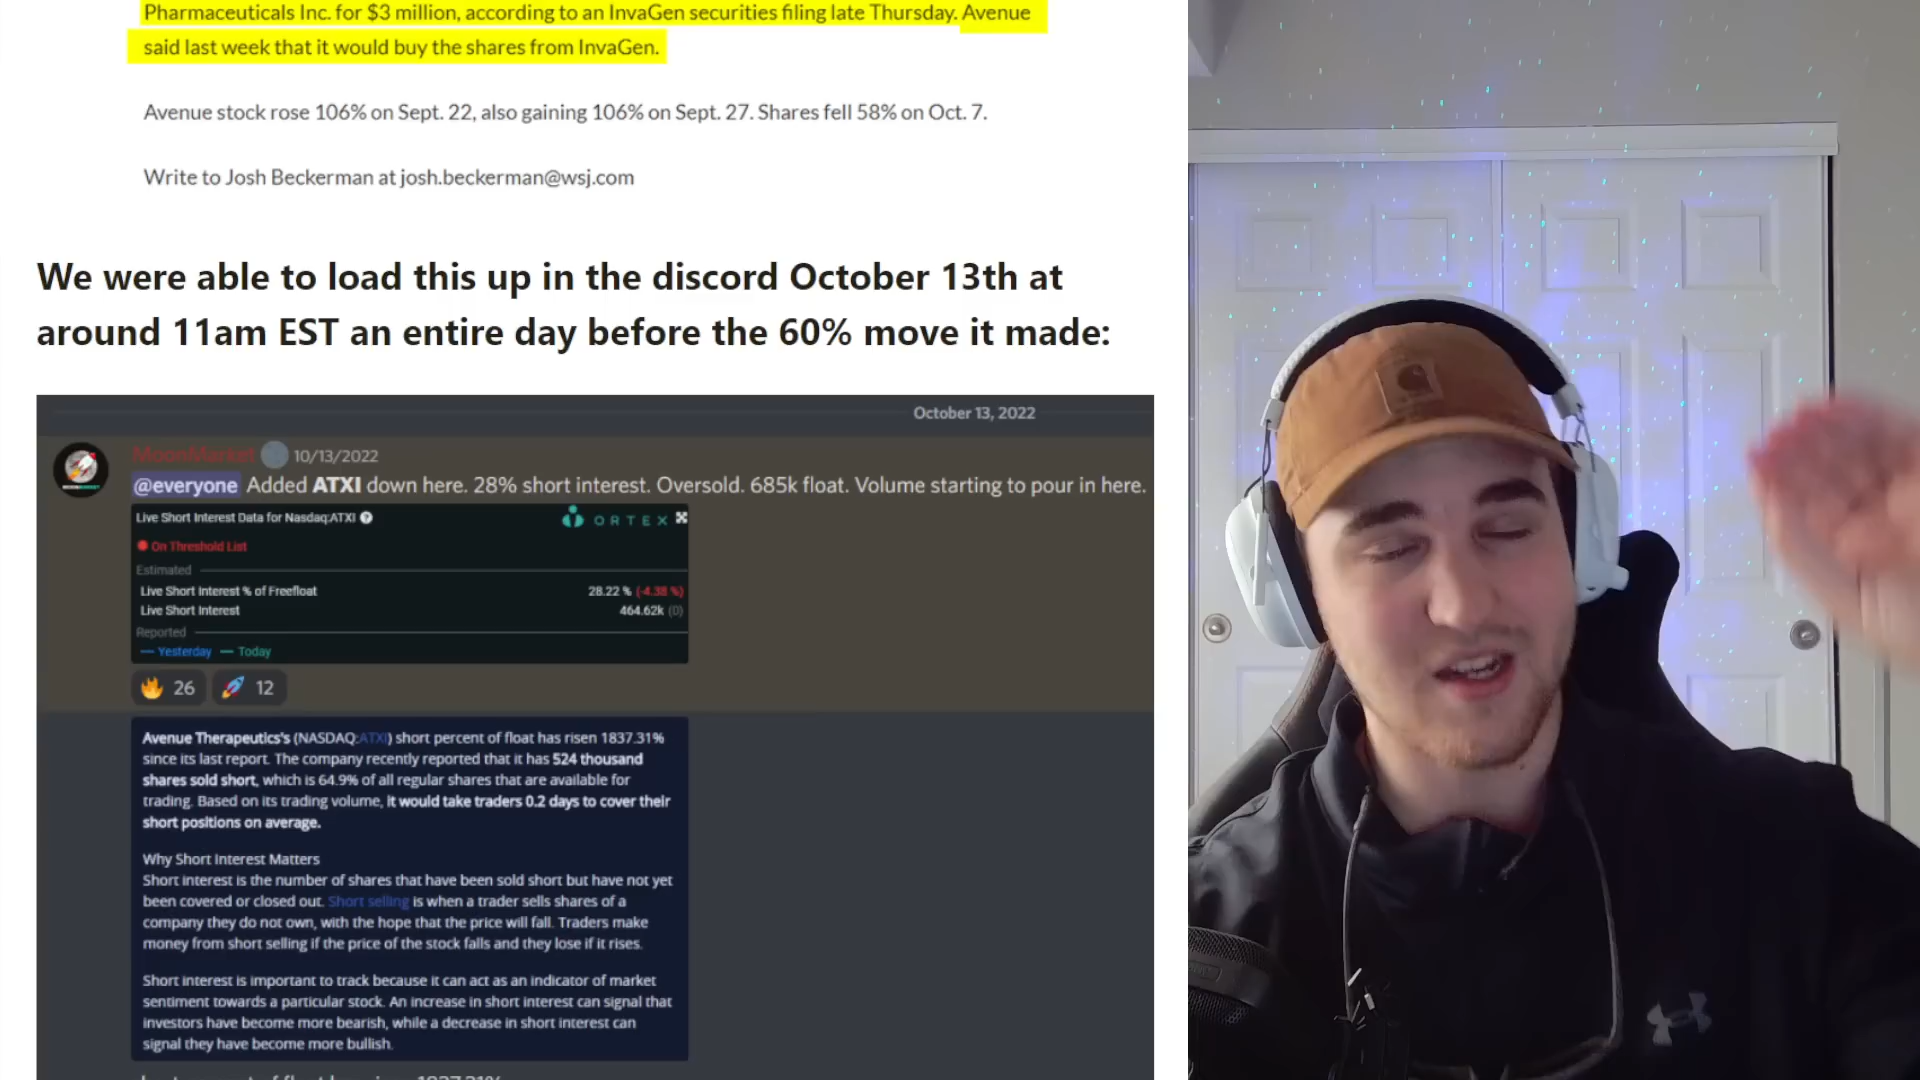 Pharmaceuticals Inc. for $3 million, according to an InvaGen securities filing late Thursday. Avenue
said last week that it would buy the shares from InvaGen.
Avenue stock rose 106% on Sept. 22, also gaining 106% on Sept. 27. Shares fell 58% on Oct. 7.
Write to Josh Beckerman at josh.beckerman@wsj.com
We were able to load this up in the discord October 13th at
around 11am EST an entire day before the 60% move it made:
October 13, 2022
MoonMarket 10/13/2022
@everyone Added ATXI down here. 28% short interest. Oversold. 685k float. Volume starting to pour in here.
Live Short Interest Data for Nasdaq:ATXI
ORTEX
On Threshold List
Estimated
Live Short Interest % of Freefloat 28.22 % (-4.38 %)
Live Short Interest 464.62k (0)
Reported
Yesterday Today
26 12
Avenue Therapeutics's (NASDAQ:ATXI) short percent of float has risen 1837.31%
since its last report. The company recently reported that it has 524 thousand
shares sold short, which is 64.9% of all regular shares that are available for
trading. Based on its trading volume, it would take traders 0.2 days to cover their
short positions on average.
Why Short Interest Matters
Short interest is the number of shares that have been sold short but have not yet
been covered or closed out. Short selling is when a trader sells shares of a
company they do not own, with the hope that the price will fall. Traders make
money from short selling if the price of the stock falls and they lose if it rises.
Short interest is important to track because it can act as an indicator of market
sentiment towards a particular stock. An increase in short interest can signal that
investors have become more bearish, while a decrease in short interest can
signal they have become more bullish.